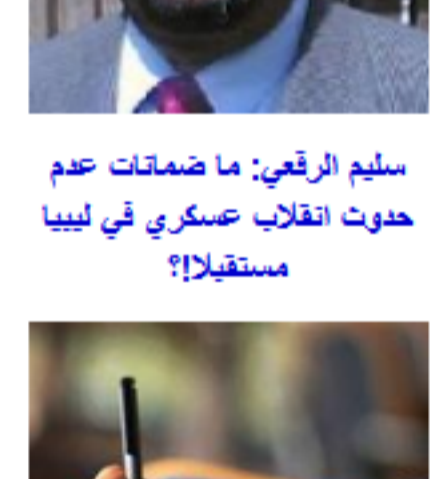 سليم الرقعي: ما ضمانات عدم
حدوث انقلاب عسكري في ليبيا
مستقبلا!؟